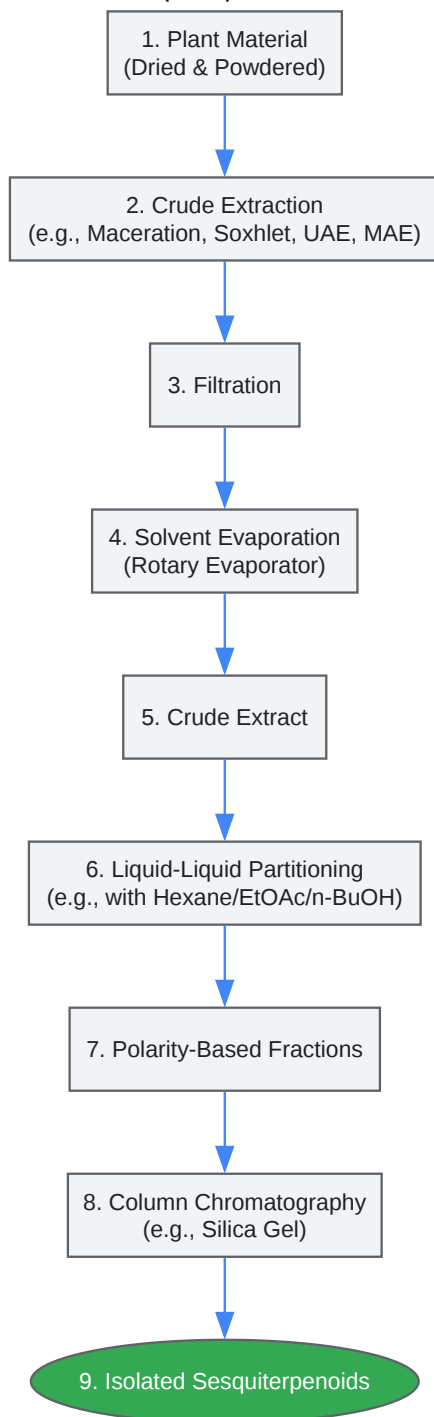 1. Plant Material
(Dried & Powdered)
2. Crude Extraction
(e.g., Maceration, Soxhlet, UAE, MAE)
3. Filtration
4. Solvent Evaporation
(Rotary Evaporator)
5. Crude Extract
6. Liquid-Liquid Partitioning
(e.g., with Hexane/EtOAc/n-BuOH)
7. Polarity-Based Fractions
8. Column Chromatography
(e.g., Silica Gel)
9. Isolated Sesquiterpenoids